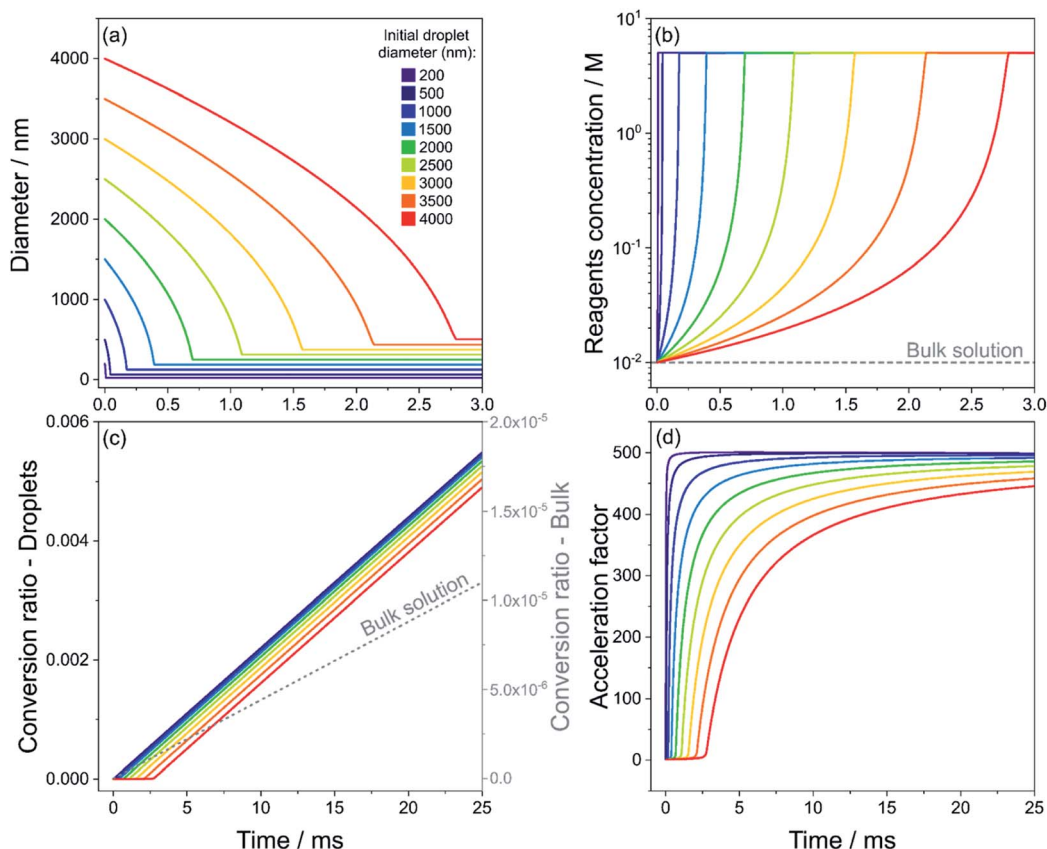 (a)
Initial droplet
diameter (nm):
200
500
1000
1500
2000
2500
3000
3500
4000
4000
3000
2000
1000
0
Diameter / nm
0.0 0.5 1.0 1.5 2.0 2.5 3.0
(b)
10^1
10^0
10^-1
10^-2
Reagents concentration / M
Bulk solution
0.0 0.5 1.0 1.5 2.0 2.5 3.0
(c)
0.006
0.004
0.002
0.000
Conversion ratio - Droplets
Bulk solution
2.0x10^-5
1.5x10^-5
1.0x10^-5
5.0x10^-6
0.0
Conversion ratio - Bulk
0 5 10 15 20 25
Time / ms
(d)
500
400
300
200
100
0
Acceleration factor
0 5 10 15 20 25
Time / ms